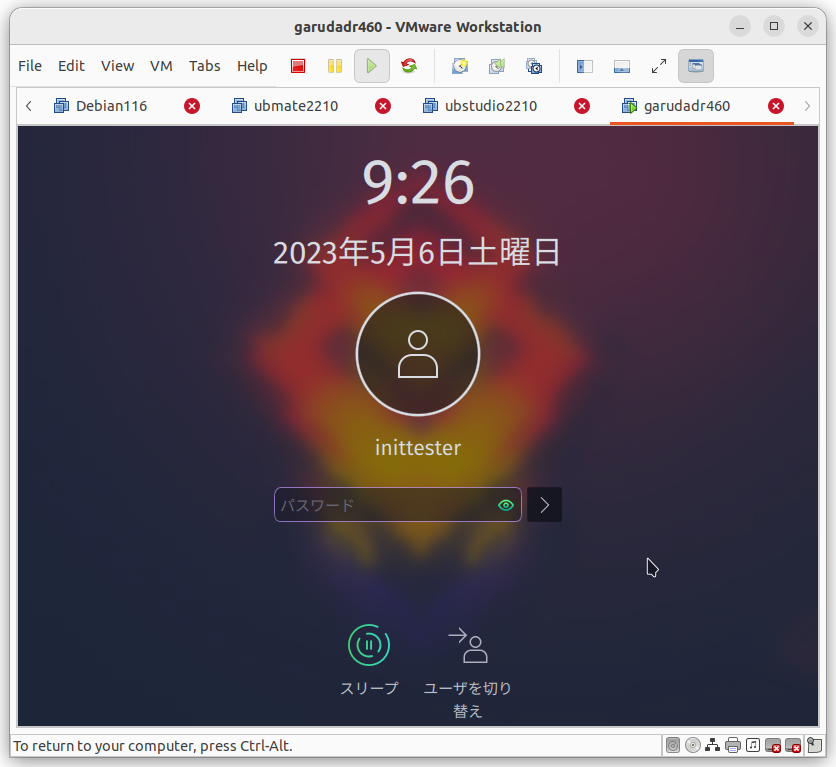 garudadr460 - VMware Workstation
File Edit View VM Tabs Help
Debian116 ubmate2210 ubstudio2210 garudadr460
9:26
2023年5月6日土曜日
inittester
パスワード
スリープ ユーザを切り
替え
To return to your computer, press Ctrl-Alt.